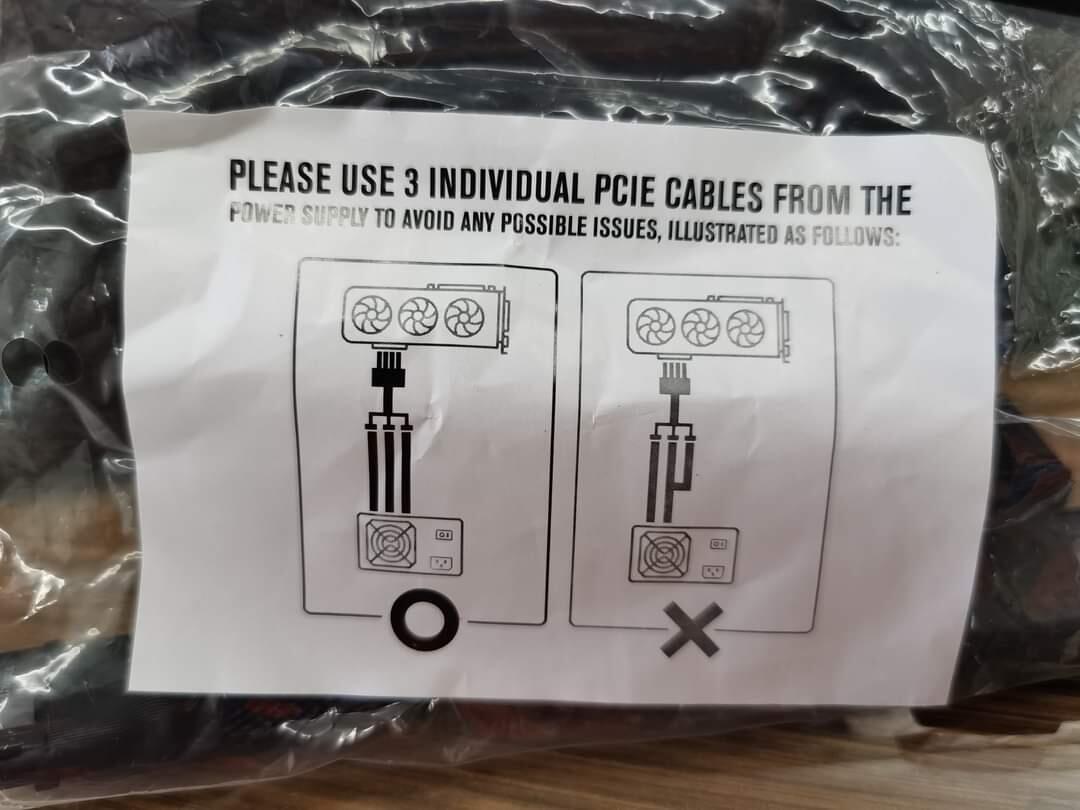 PLEASE USE 3 INDIVIDUAL PCIE CABLES FROM THE
POWER SUPPLY TO AVOID ANY POSSIBLE ISSUES, ILLUSTRATED AS FOLLOWS: